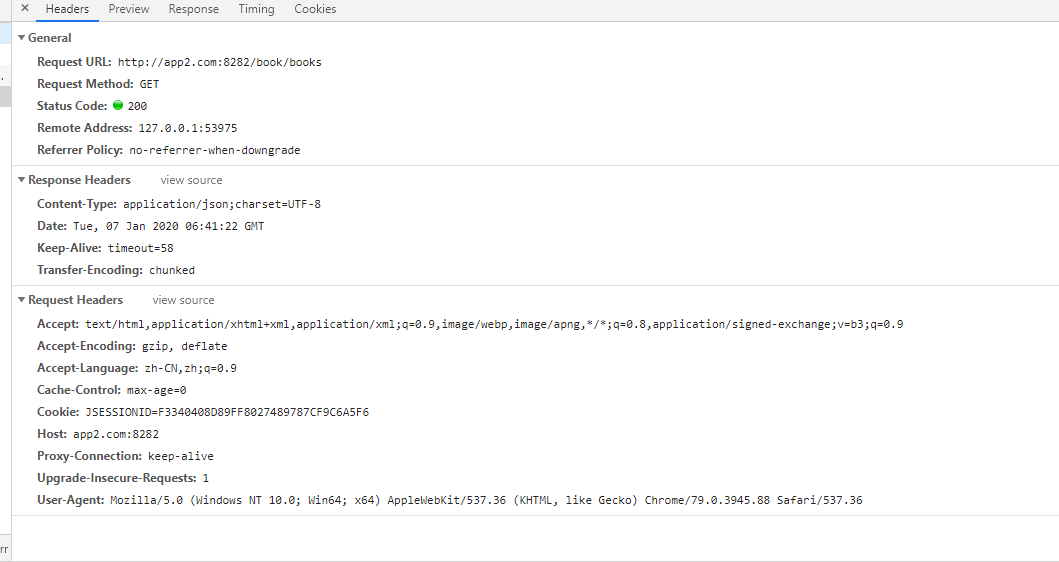 × Headers Preview Response Timing Cookies
▼ General
Request URL: http://app2.com:8282/book/books
Request Method: GET
.
Status Code: 200
Remote Address: 127.0.0.1:53975
Referrer Policy: no-referrer-when-downgrade
▼ Response Headers view source
Content-Type: application/json;charset=UTF-8
Date: Tue, 07 Jan 2020 06:41:22 GMT
Keep-Alive: timeout=58
Transfer-Encoding: chunked
▼ Request Headers view source
Accept: text/html,application/xhtml+xml,application/xml;q=0.9,image/webp,image/apng,*/*;q=0.8,application/signed-exchange;v=b3;q=0.9
Accept-Encoding: gzip, deflate
Accept-Language: zh-CN,zh;q=0.9
Cache-Control: max-age=0
Cookie: JSESSIONID=F3340408D89FF8027489787CF9C6A5F6
Host: app2.com:8282
Proxy-Connection: keep-alive
Upgrade-Insecure-Requests: 1
User-Agent: Mozilla/5.0 (Windows NT 10.0; Win64; x64) AppleWebKit/537.36 (KHTML, like Gecko) Chrome/79.0.3945.88 Safari/537.36
rr